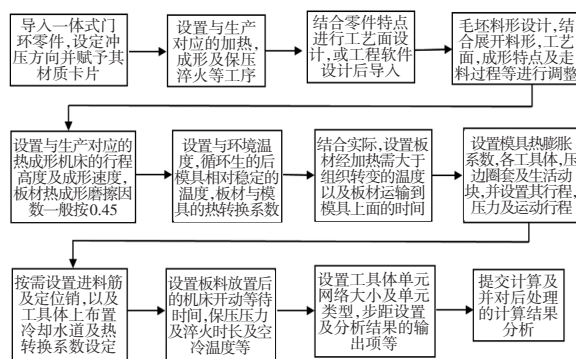 导入一体式门
环零件,设定冲
压方向并赋予其
材质卡片
设置与生产
对应的加热,
成形及保压
淬火等工序
结合零件特点
进行工艺面设
计,或工程软件
设计后导入
毛坯料形设计,结
合展开料形,工艺
面,成形特点及走
料过程等进行调整
设置与生产对应的
热成形机床的行程
高度及成形速度,
板材热成形磨擦因
数一般按0.45
设置与环境温
度,循环生的后
模具相对稳定的
温度,板材与模
具的热转换系数
结合实际,设置板
材经加热需大于
组织转变的温度
以及板材运输到
模具上面的时间
设置模具热膨胀
系数,各工具体,压
边圈套及生活动
块,并设置其行程,
压力及运动行程
按需设置进料筋
及定位销,以及
工具体上布置
冷却水道及热
转换系数设定
设置板料放置后
的机床开动等待
时间,保压压力
及淬火时长及空
冷温度等
设置工具体单元
网络大小及单元
类型,步距设置
及分析结果的输
出项等
提交计算及
并对后处理
的计算结果
分析